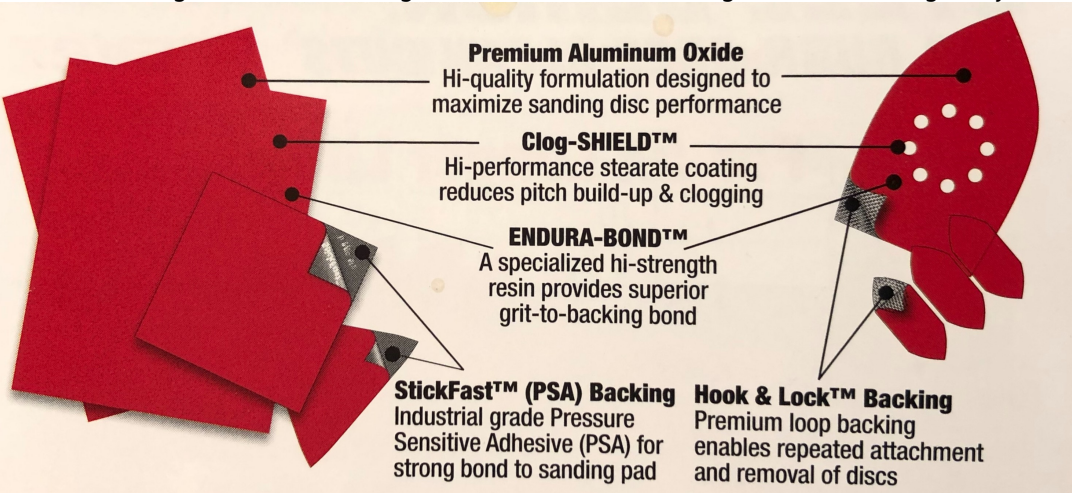 Premium Aluminum Oxide
Hi-quality formulation designed to
maximize sanding disc performance
Clog-SHIELD™
Hi-performance stearate coating
reduces pitch build-up & clogging
ENDURA-BOND™
A specialized hi-strength
resin provides superior
grit-to-backing bond
StickFast™ (PSA) Backing
Industrial grade Pressure
Sensitive Adhesive (PSA) for
strong bond to sanding pad
Hook & Lock™ Backing
Premium loop backing
enables repeated attachment
and removal of discs